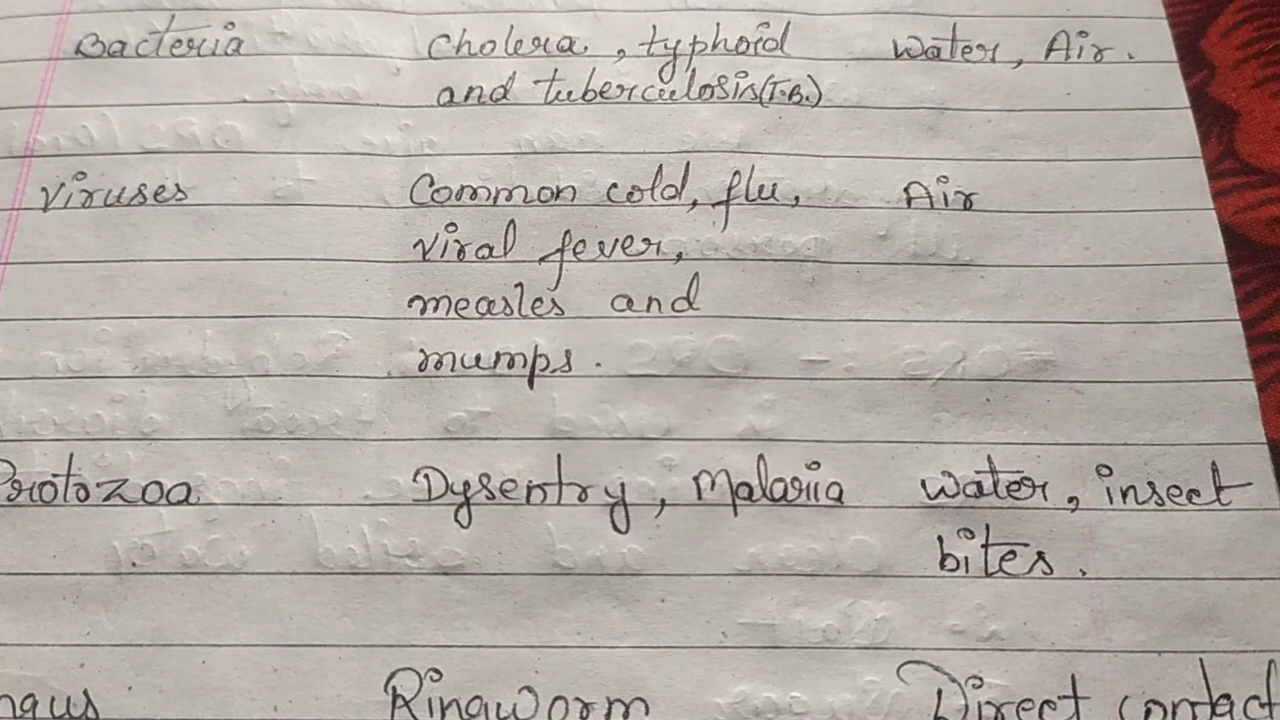 Bacteria Cholera, typhoid Water, Air.
and tuberculosis(T.B.)
Viruses Common cold, flu, Air
viral fever,
measles and
mumps.
Protozoa Dysentry, Malaria water, insect
bites.
Ringworm Direct contact